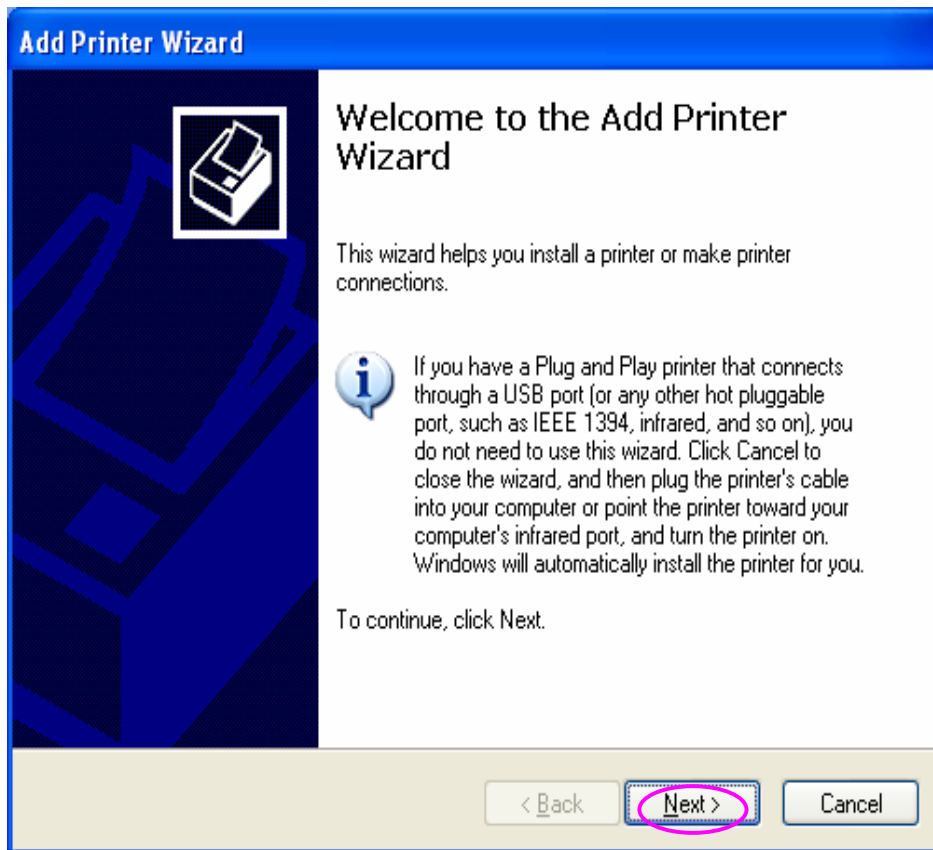 Add Printer Wizard
Welcome to the Add Printer
Wizard
This wizard helps you install a printer or make printer
connections.
If you have a Plug and Play printer that connects
through a USB port (or any other hot pluggable
port, such as IEEE 1394, infrared, and so on), you
do not need to use this wizard. Click Cancel to
close the wizard, and then plug the printer's cable
into your computer or point the printer toward your
computer's infrared port, and turn the printer on.
Windows will automatically install the printer for you.
To continue, click Next.
< Back Next > Cancel